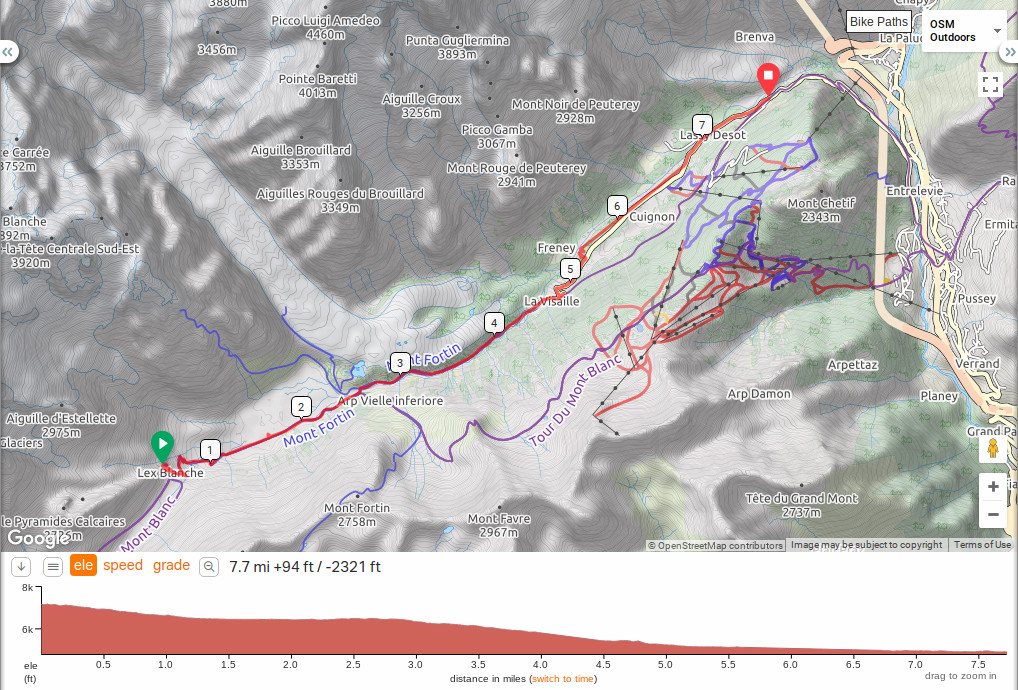 3880m
Picco Luigi Amedeo
4460m
3456m
Punta Gugliermina
3893m
Brenva
Bike Paths
OSM
Outdoors
La Palud
Pointe Baretti
4013m
Aiguille Croux
3256m
Mont Noir de Peuterey
2928m
Picco Gamba
3067m
7
Lassy Desot
3752m
Aiguille Brouillard
3353m
Mont Rouge de Peuterey
2941m
Aiguilles Rouges du Brouillard
3349m
6
Cuignon
Mont Chetif
2343m
Entrelevie
Blanche
392m
-la-Tête Centrale Sud-Est
3920m
Freney
5
La Visaille
Pussey
4
3
Mont Fortin
Arpettaz
Verrand
Arp Vielle inferiore
2
Mont Fortin
Tour Du Mont Blanc
Arp Damon
Planey
Aiguille d'Estellette
2975m
Glaciers
1
Lex Blanche
Mont Blanc
Mont Fortin
2758m
Mont Favre
2967m
Tête du Grand Mont
2737m
le Pyramides Calcaires
Google
© OpenStreetMap contributors
Image may be subject to copyright
Terms of Use
ele
speed
grade
7.7 mi +94 ft / -2321 ft
8k
6k
ele
(ft)
0.5 1.0 1.5 2.0 2.5 3.0 3.5 4.0 4.5 5.0 5.5 6.0 6.5 7.0 7.5
distance in miles (switch to time)
drag to zoom in